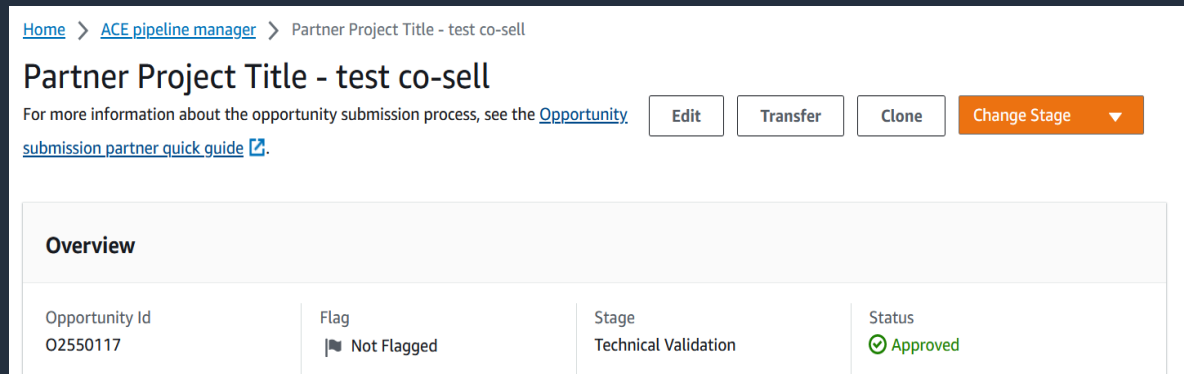 Home > ACE pipeline manager > Partner Project Title - test co-sell
Partner Project Title - test co-sell
For more information about the opportunity submission process, see the Opportunity
submission partner quick guide.
Edit
Transfer
Clone
Change Stage
Overview
Opportunity Id
O2550117
Flag
Not Flagged
Stage
Technical Validation
Status
Approved